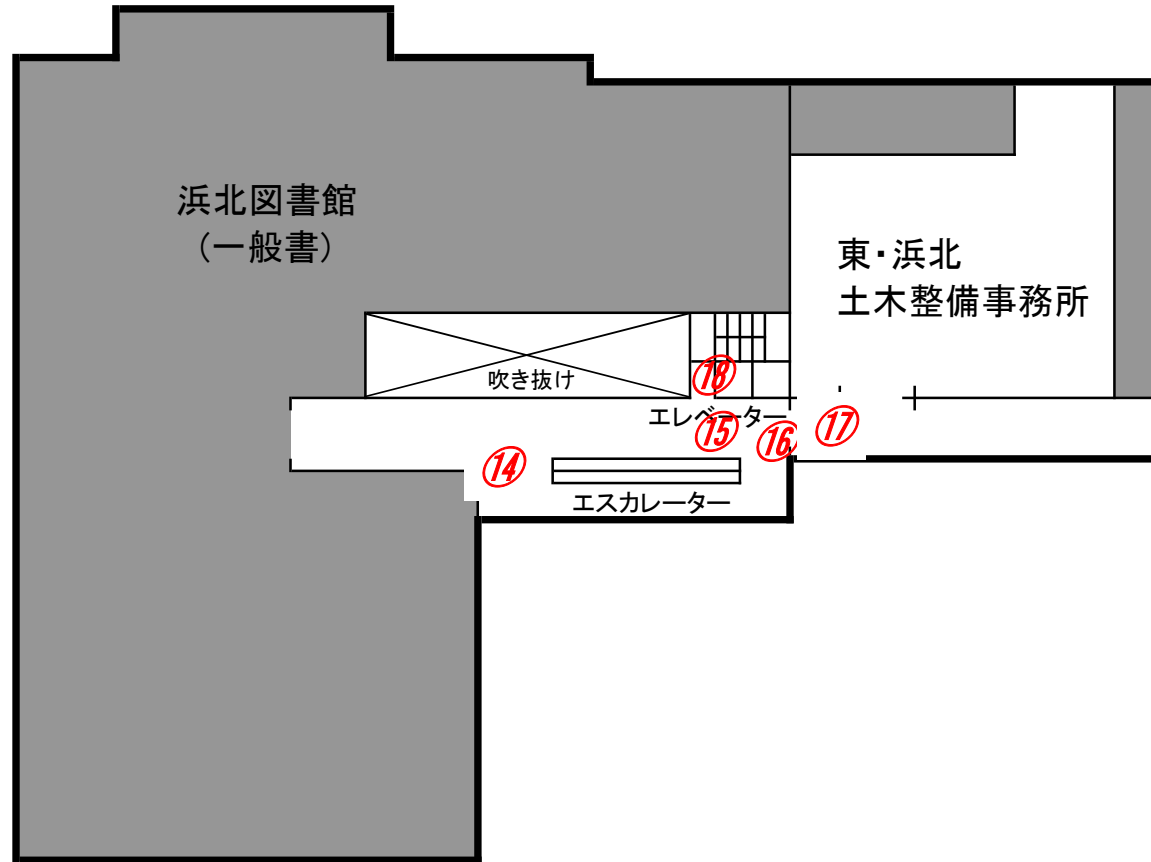 浜北図書館
（一般書）
東・浜北
土木整備事務所
吹き抜け
⑱
エレベーター
⑮
⑯
⑰
⑭
エスカレーター